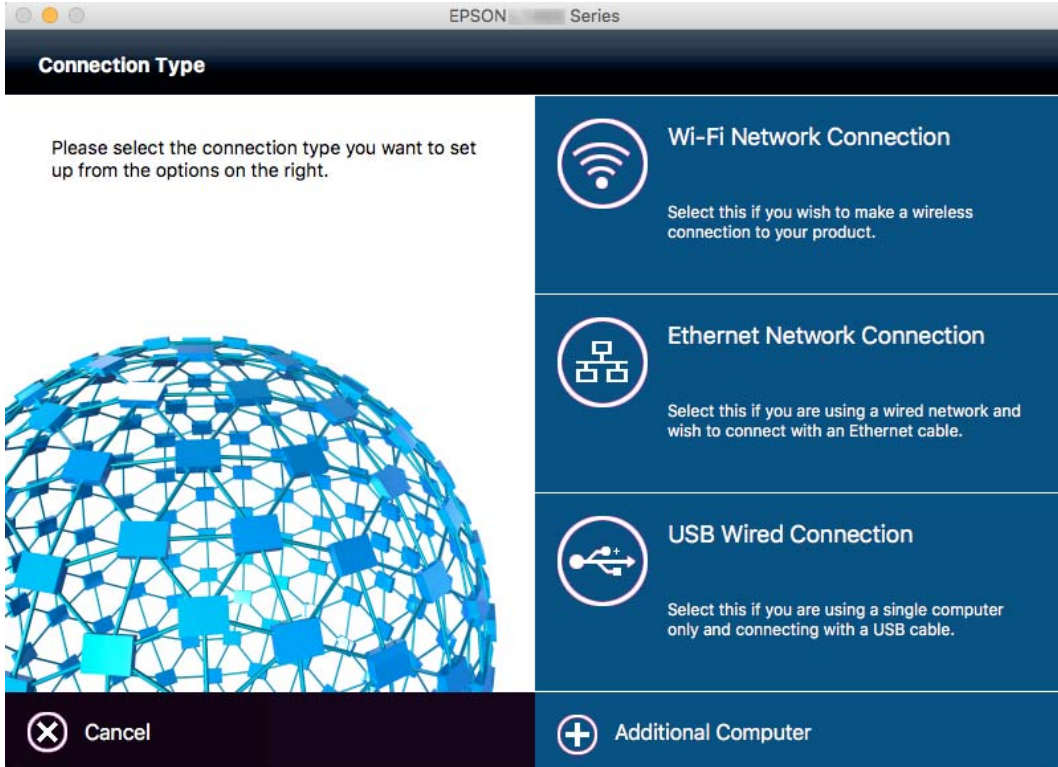 EPSON Series
Connection Type
Please select the connection type you want to set
up from the options on the right.
Wi-Fi Network Connection
Select this if you wish to make a wireless
connection to your product.
Ethernet Network Connection
Select this if you are using a wired network and
wish to connect with an Ethernet cable.
USB Wired Connection
Select this if you are using a single computer
only and connecting with a USB cable.
Cancel
Additional Computer